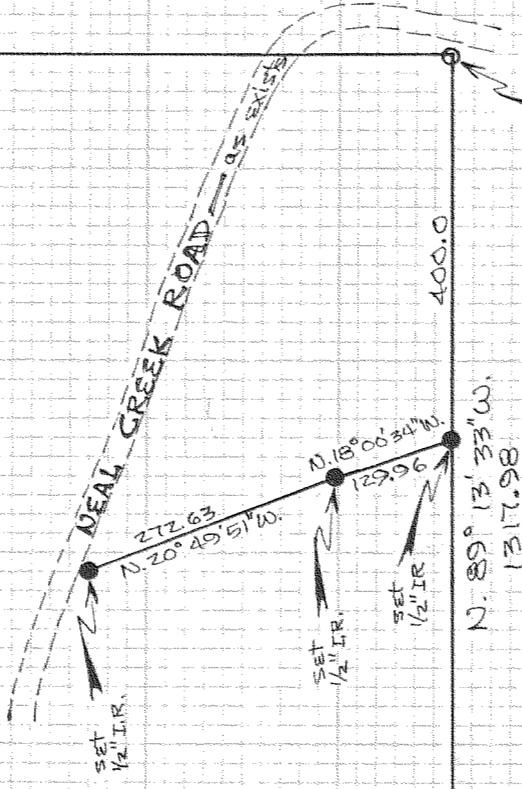 NEAL CREEK ROAD — as exists
400.0
N. 18° 00' 34" W.
129.96
272.63
N. 20° 49' 51" W.
N. 89° 13' 33" W.
1317.98
SET
1/2" I.R.
SET
1/2" I.R.
SET
1/2" I.R.